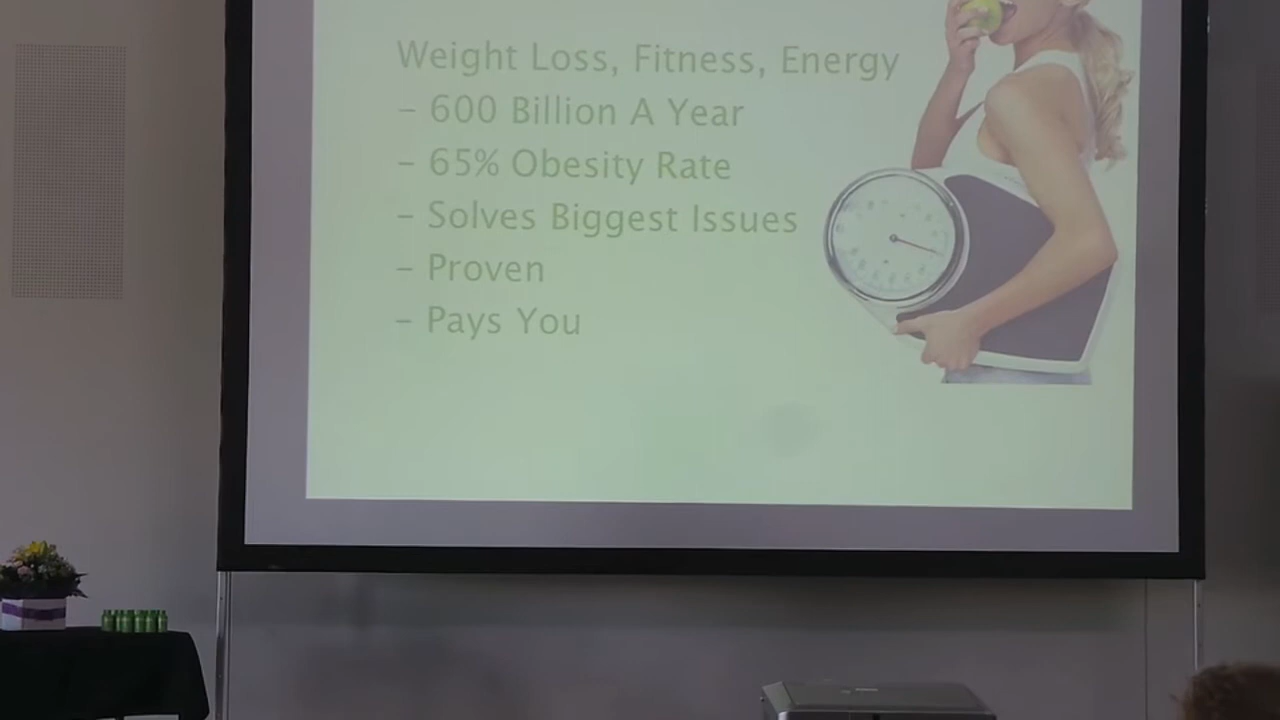 Weight Loss, Fitness, Energy
– 600 Billion A Year
– 65% Obesity Rate
– Solves Biggest Issues
– Proven
– Pays You